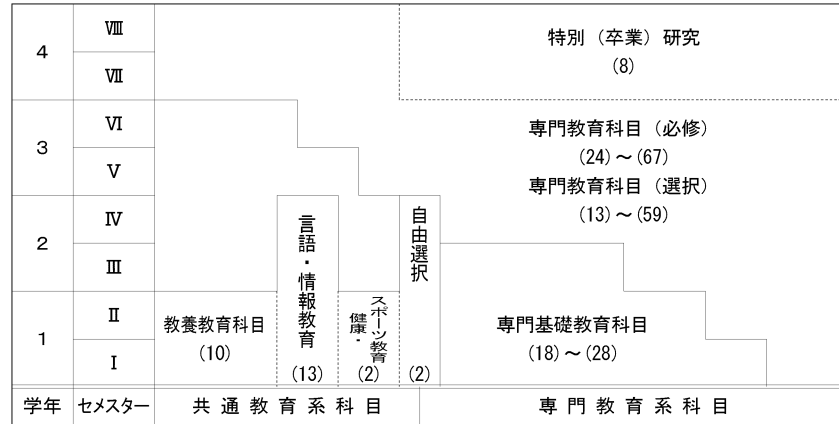 4
Ⅷ
Ⅶ
特別（卒業）研究
(8)
3
Ⅵ
Ⅴ
専門教育科目（必修）
(24)～(67)
専門教育科目（選択）
(13)～(59)
2
Ⅳ
Ⅲ
1
Ⅱ
Ⅰ
教養教育科目
(10)
言語・情報教育
(13)
健康・
スポーツ教育
(2)
自由選択
(2)
専門基礎教育科目
(18)～(28)
学年
セメスター
共通教育系科目
専門教育系科目